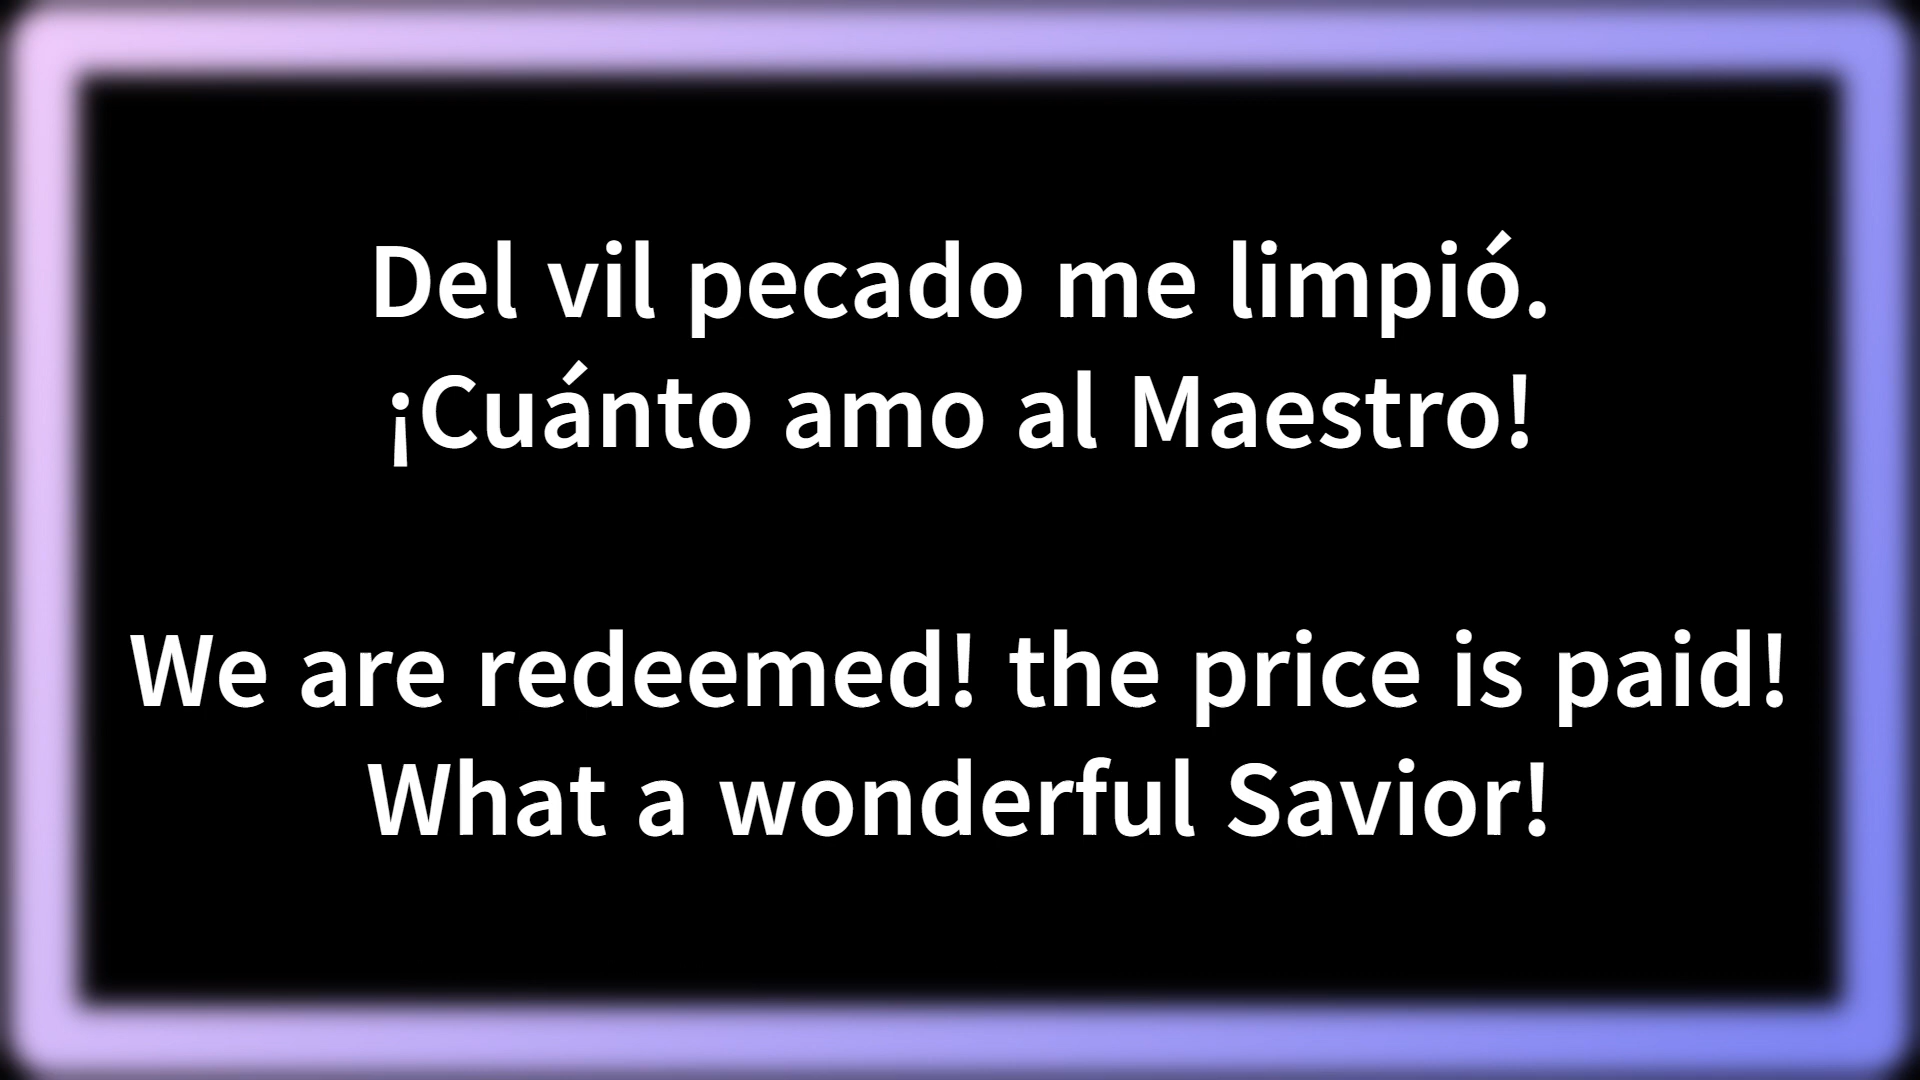 Del vil pecado me limpió.
¡Cuánto amo al Maestro!
We are redeemed! the price is paid!
What a wonderful Savior!